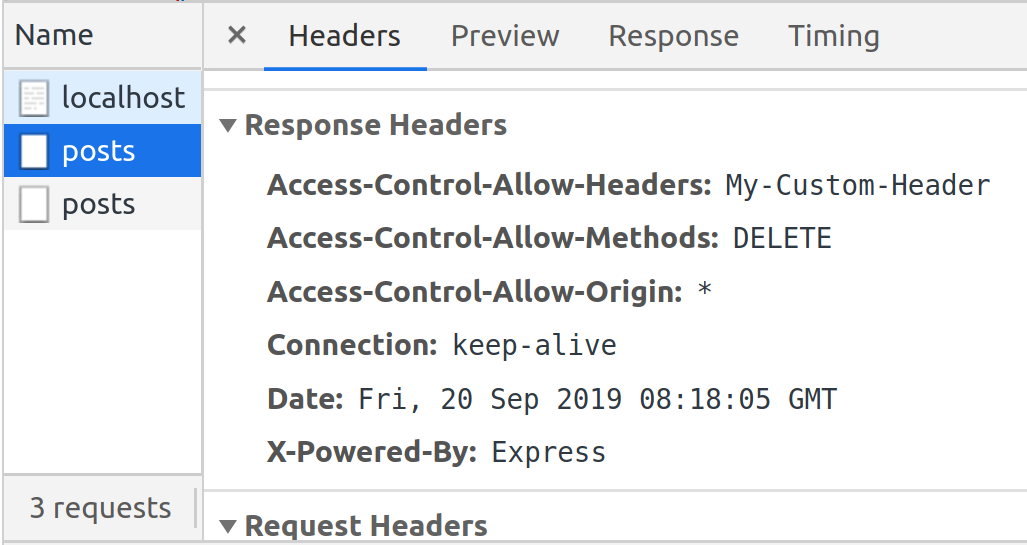 Name
× Headers Preview Response Timing
localhost
posts
posts
3 requests
Response Headers
Access-Control-Allow-Headers: My-Custom-Header
Access-Control-Allow-Methods: DELETE
Access-Control-Allow-Origin: *
Connection: keep-alive
Date: Fri, 20 Sep 2019 08:18:05 GMT
X-Powered-By: Express
Request Headers